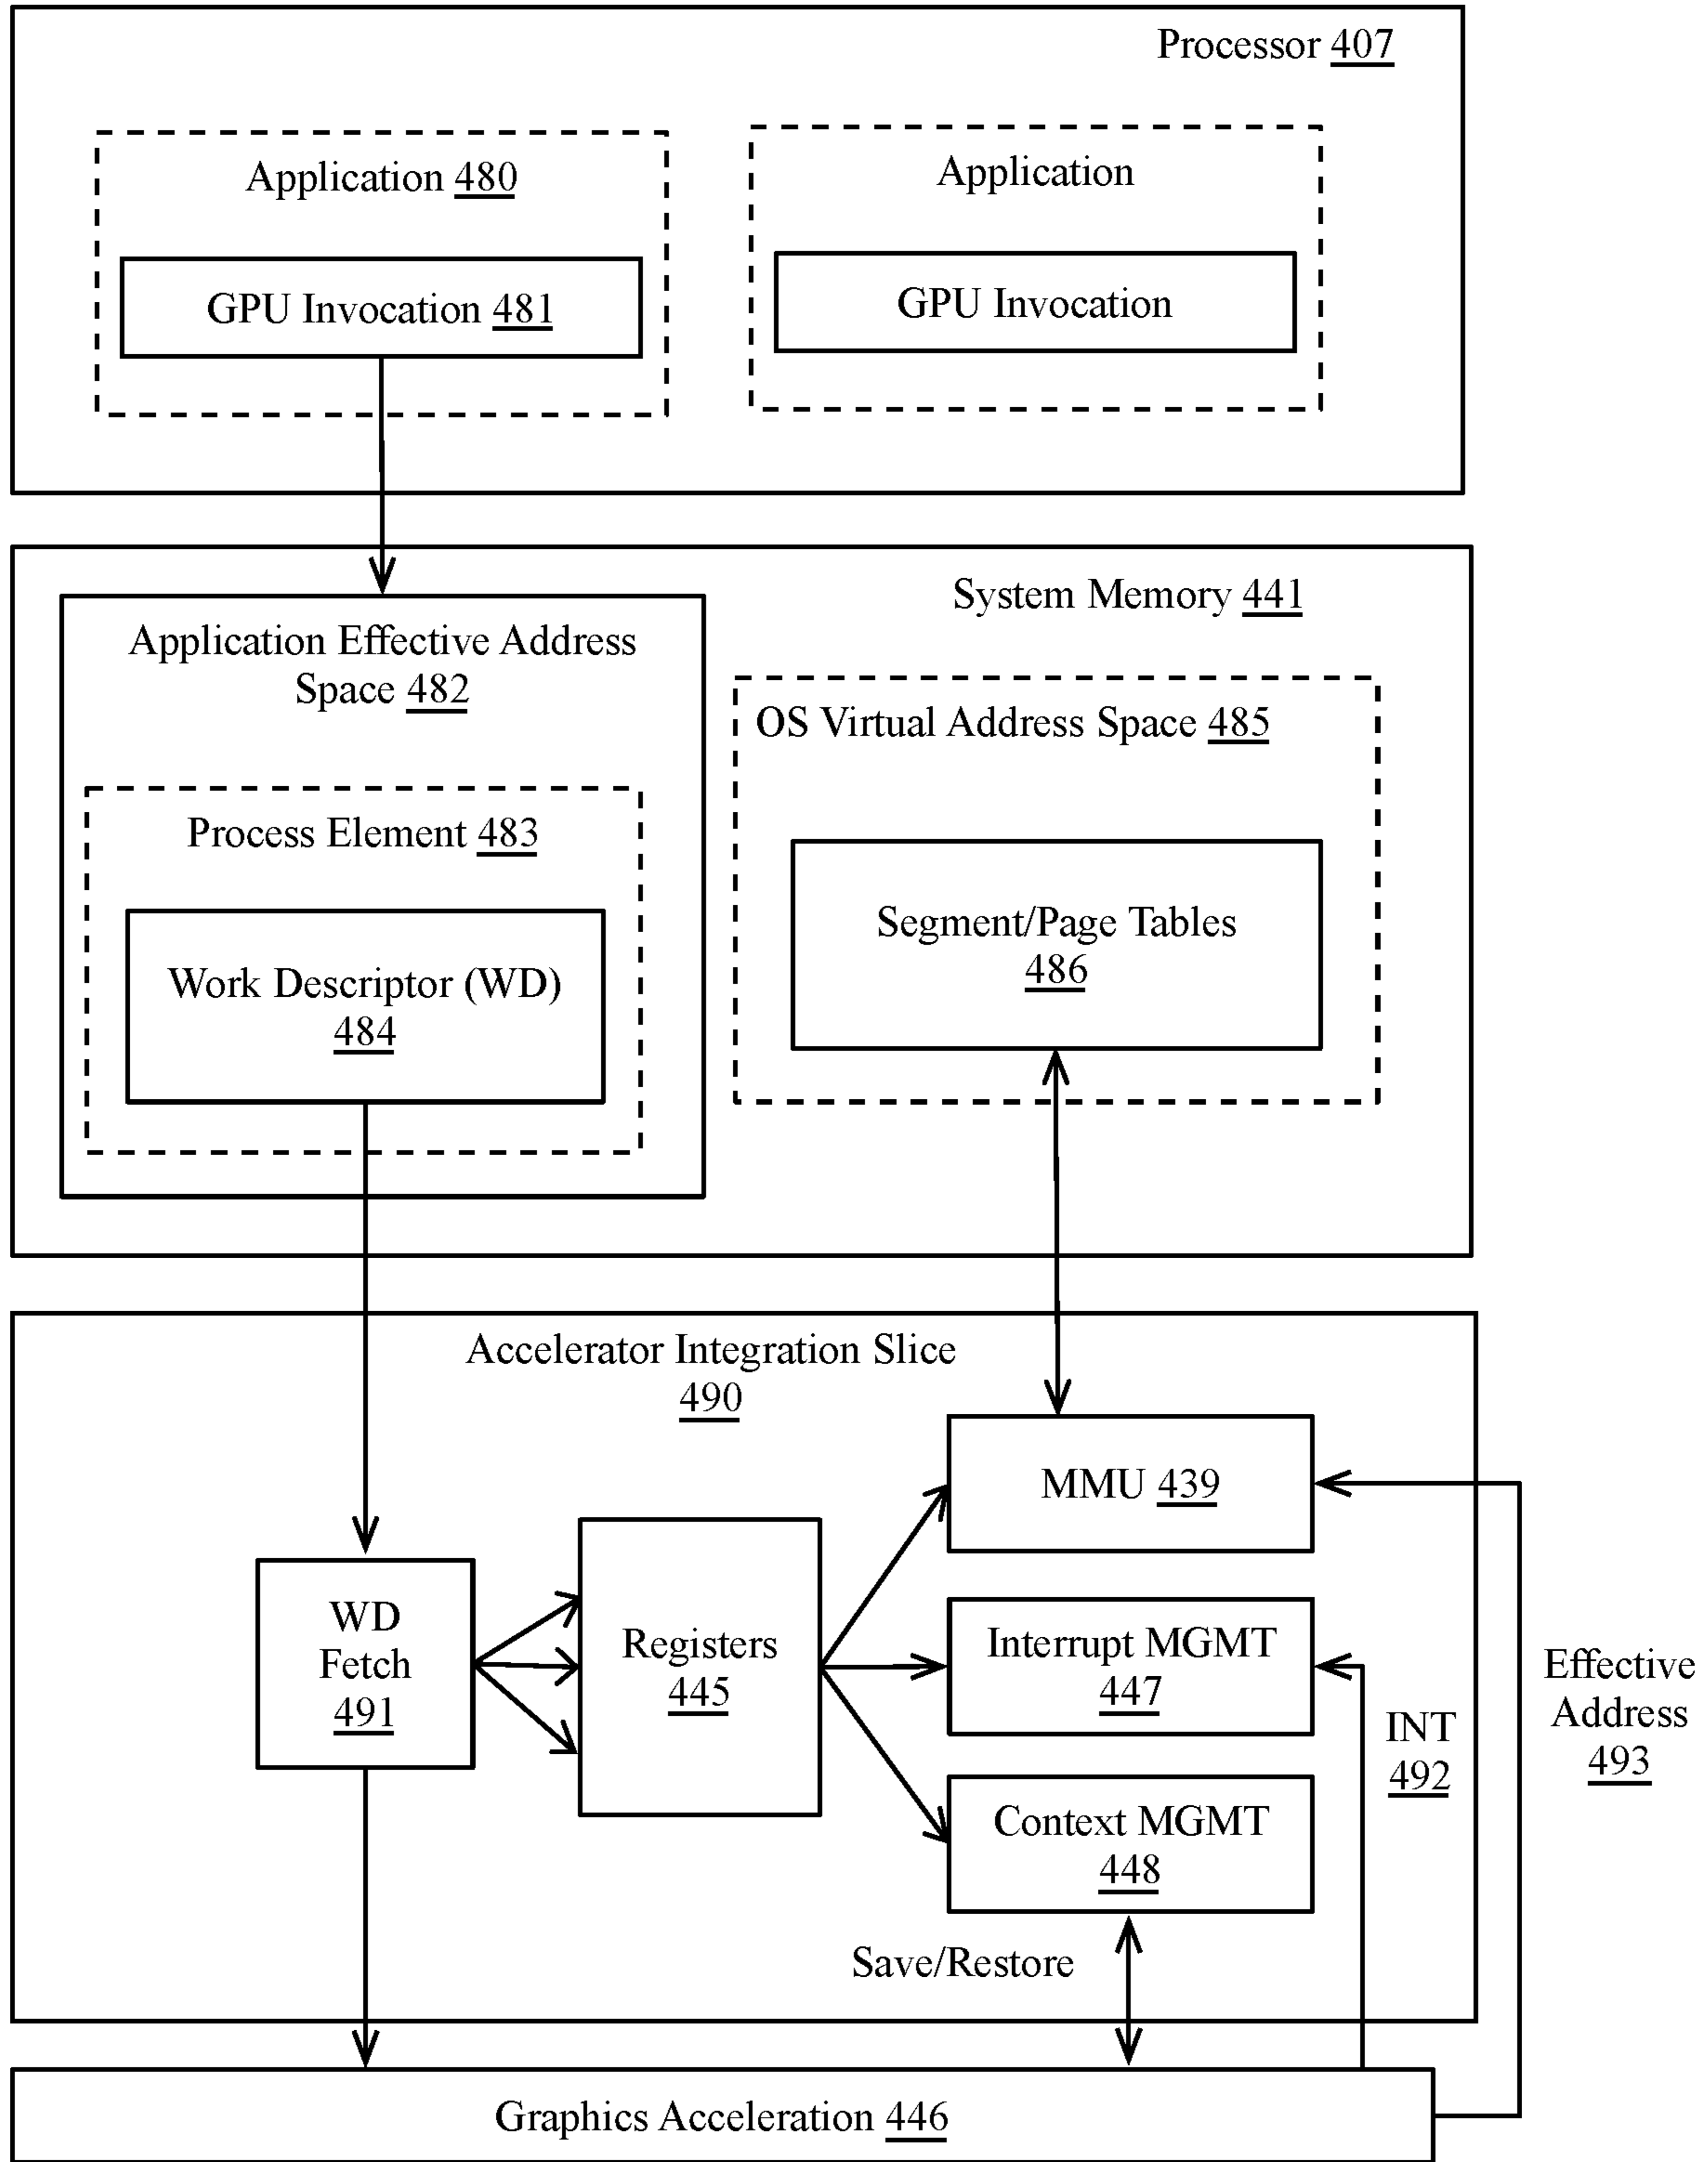 Processor 407
Application 480
Application
GPU Invocation 481
GPU Invocation
System Memory 441
Application Effective Address
Space 482
OS Virtual Address Space 485
Process Element 483
Segment/Page Tables
486
Work Descriptor (WD)
484
Accelerator Integration Slice
490
MMU 439
WD
Fetch
491
Registers
445
Interrupt MGMT
447
Effective
Address
493
INT
492
Context MGMT
448
Save/Restore
Graphics Acceleration 446